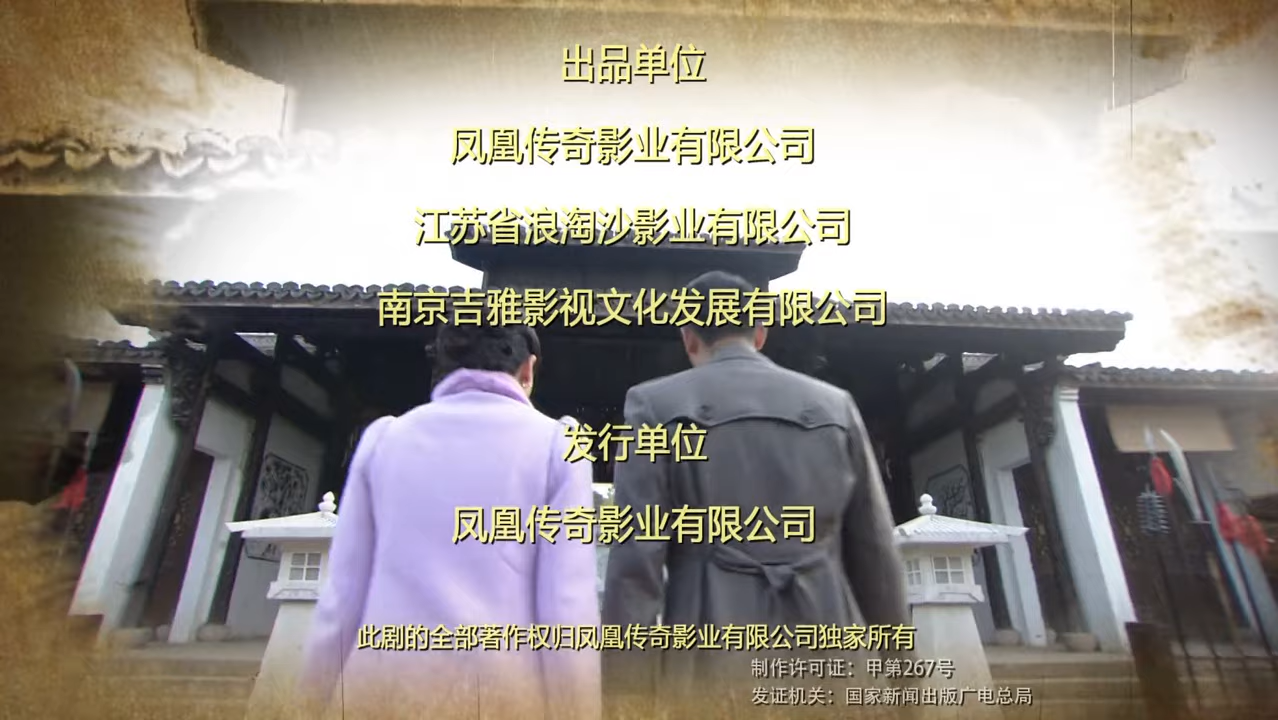 出品单位
凤凰传奇影业有限公司
江苏省浪淘沙影业有限公司
南京吉雅影视文化发展有限公司
发行单位
凤凰传奇影业有限公司
此剧的全部著作权归凤凰传奇影业有限公司独家所有
制作许可证：甲第267号
发证机关：国家新闻出版广电总局